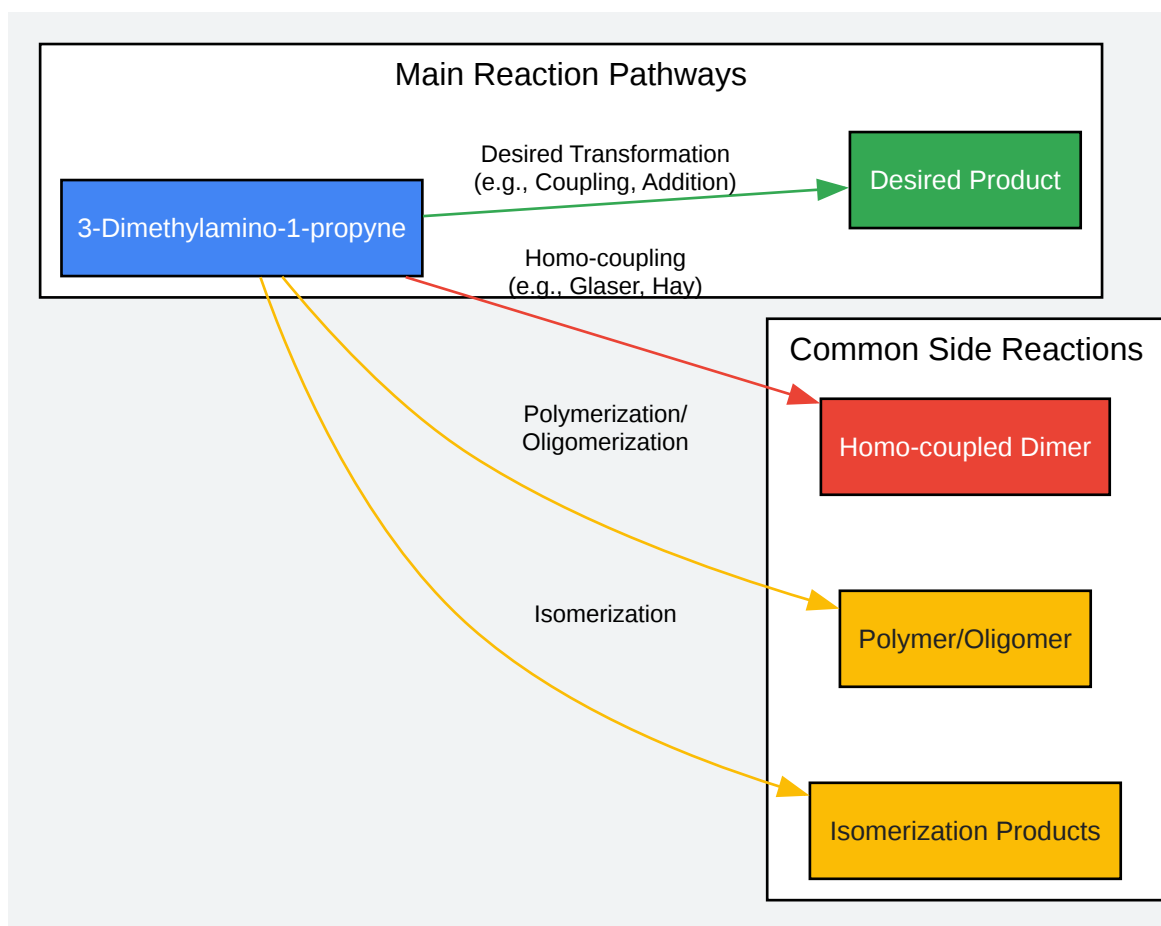 Main Reaction Pathways
Desired Transformation
(e.g., Coupling, Addition)
Desired Product
3-Dimethylamino-1-propyne
Homo-coupling
(e.g., Glaser, Hay)
Common Side Reactions
Polymerization/
Oligomerization
Homo-coupled Dimer
Isomerization
Polymer/Oligomer
Isomerization Products